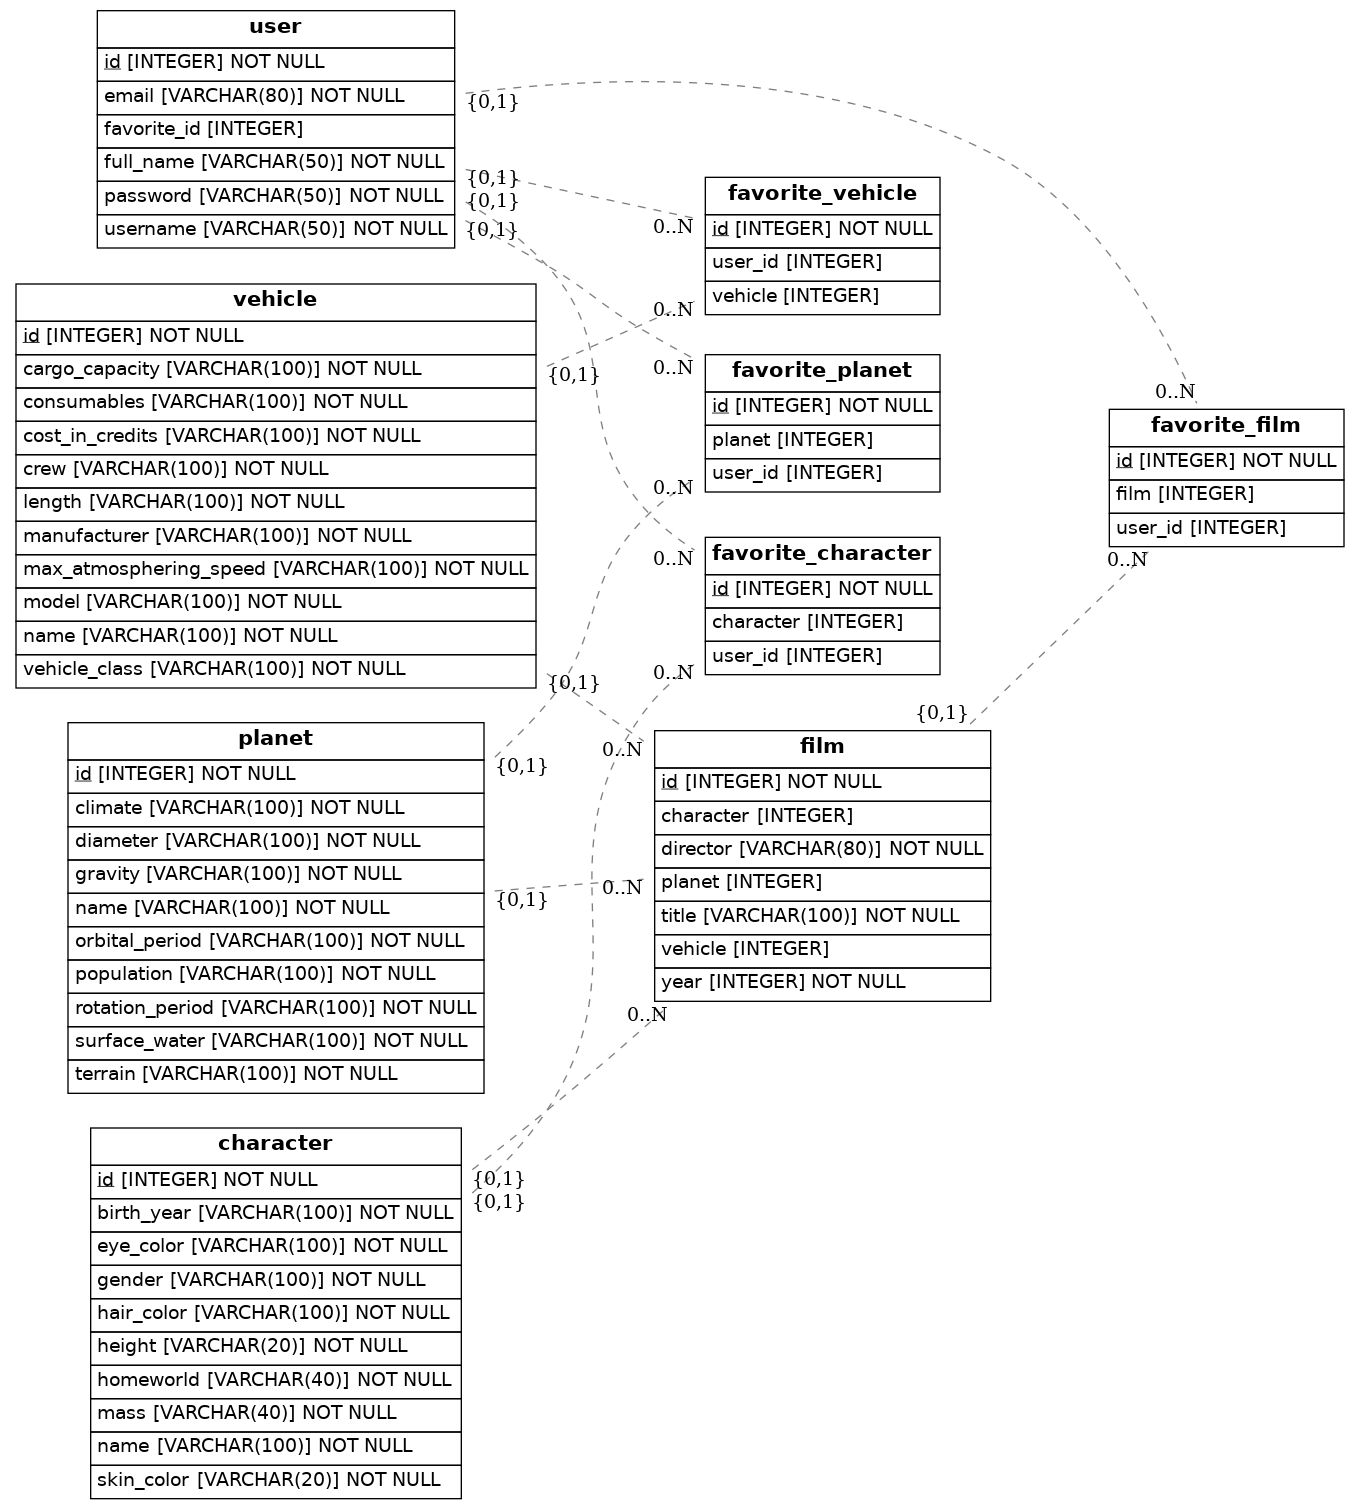 user
id [INTEGER] NOT NULL
email [VARCHAR(80)] NOT NULL
favorite_id [INTEGER]
full_name [VARCHAR(50)] NOT NULL
password [VARCHAR(50)] NOT NULL
username [VARCHAR(50)] NOT NULL
{0,1}
{0,1}
{0,1}
{0,1}
vehicle
id [INTEGER] NOT NULL
cargo_capacity [VARCHAR(100)] NOT NULL
consumables [VARCHAR(100)] NOT NULL
cost_in_credits [VARCHAR(100)] NOT NULL
crew [VARCHAR(100)] NOT NULL
length [VARCHAR(100)] NOT NULL
manufacturer [VARCHAR(100)] NOT NULL
max_atmosphering_speed [VARCHAR(100)] NOT NULL
model [VARCHAR(100)] NOT NULL
name [VARCHAR(100)] NOT NULL
vehicle_class [VARCHAR(100)] NOT NULL
{0,1}
{0,1}
planet
id [INTEGER] NOT NULL
climate [VARCHAR(100)] NOT NULL
diameter [VARCHAR(100)] NOT NULL
gravity [VARCHAR(100)] NOT NULL
name [VARCHAR(100)] NOT NULL
orbital_period [VARCHAR(100)] NOT NULL
population [VARCHAR(100)] NOT NULL
rotation_period [VARCHAR(100)] NOT NULL
surface_water [VARCHAR(100)] NOT NULL
terrain [VARCHAR(100)] NOT NULL
{0,1}
{0,1}
character
id [INTEGER] NOT NULL
birth_year [VARCHAR(100)] NOT NULL
eye_color [VARCHAR(100)] NOT NULL
gender [VARCHAR(100)] NOT NULL
hair_color [VARCHAR(100)] NOT NULL
height [VARCHAR(20)] NOT NULL
homeworld [VARCHAR(40)] NOT NULL
mass [VARCHAR(40)] NOT NULL
name [VARCHAR(100)] NOT NULL
skin_color [VARCHAR(20)] NOT NULL
{0,1}
{0,1}
favorite_vehicle
id [INTEGER] NOT NULL
user_id [INTEGER]
vehicle [INTEGER]
0..N
0..N
favorite_planet
id [INTEGER] NOT NULL
planet [INTEGER]
user_id [INTEGER]
0..N
0..N
favorite_character
id [INTEGER] NOT NULL
character [INTEGER]
user_id [INTEGER]
0..N
0..N
{0,1}
film
id [INTEGER] NOT NULL
character [INTEGER]
director [VARCHAR(80)] NOT NULL
planet [INTEGER]
title [VARCHAR(100)] NOT NULL
vehicle [INTEGER]
year [INTEGER] NOT NULL
0..N
0..N
0..N
0..N
favorite_film
id [INTEGER] NOT NULL
film [INTEGER]
user_id [INTEGER]
0..N